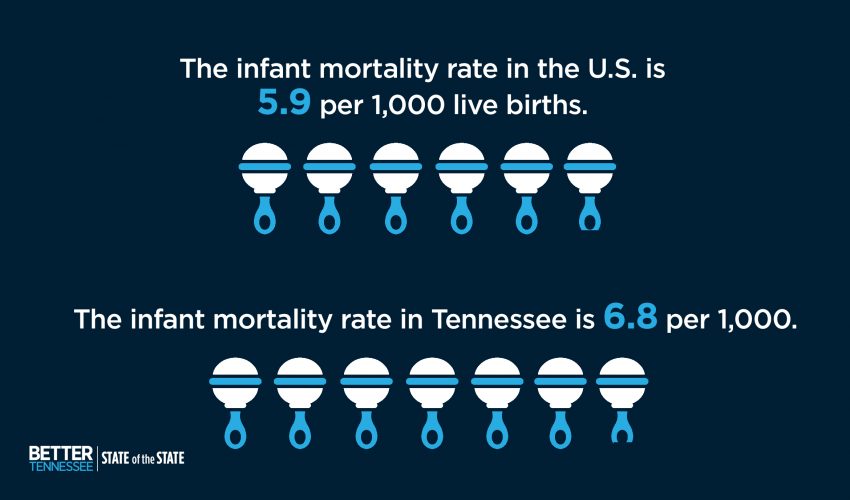 The infant mortality rate in the U.S. is
5.9 per 1,000 live births.
The infant mortality rate in Tennessee is 6.8 per 1,000.
BETTER
TENNESSEE
STATE of the STATE